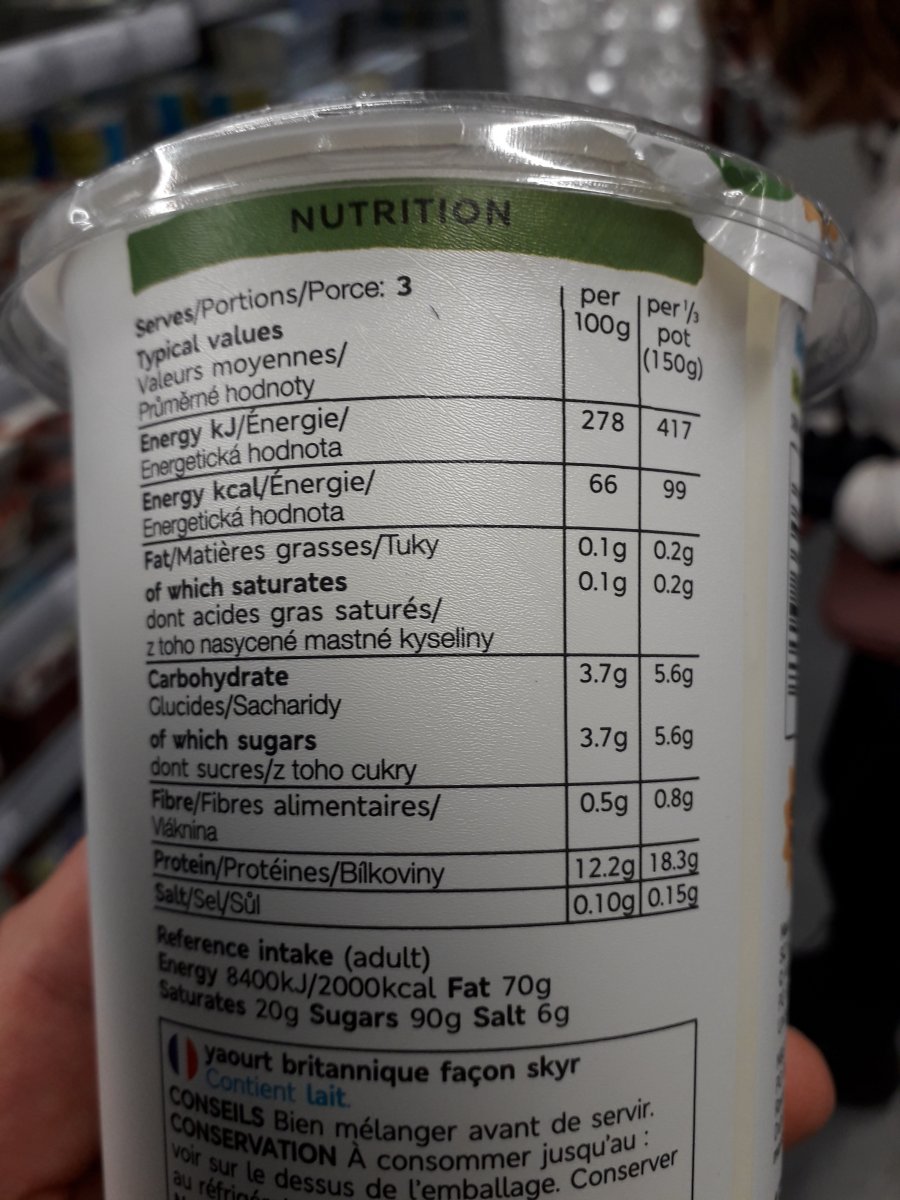 NUTRITION
Serves/Portions/Porce: 3
Typical values
Valeurs moyennes/
Průměrné hodnoty
per 100g
per 1/3 pot (150g)
Energy kJ/Énergie/ 278 417
Energetická hodnota
Energy kcal/Énergie/ 66 99
Energetická hodnota
Fat/Matières grasses/Tuky 0.1g 0.2g
of which saturates 0.1g 0.2g
dont acides gras saturés/
z toho nasycené mastné kyseliny
Carbohydrate 3.7g 5.6g
Glucides/Sacharidy
of which sugars 3.7g 5.6g
dont sucres/z toho cukry
Fibre/Fibres alimentaires/ 0.5g 0.8g
Vláknina
Protein/Protéines/Bílkoviny 12.2g 18.3g
Salt/Sel/Sůl 0.10g 0.15g
Reference intake (adult)
Energy 8400kJ/2000kcal Fat 70g
Saturates 20g Sugars 90g Salt 6g
yaourt britannique façon skyr
Contient lait.
CONSEILS Bien mélanger avant de servir.
CONSERVATION À consommer jusqu'au :
voir sur le dessus de l'emballage. Conserver
au